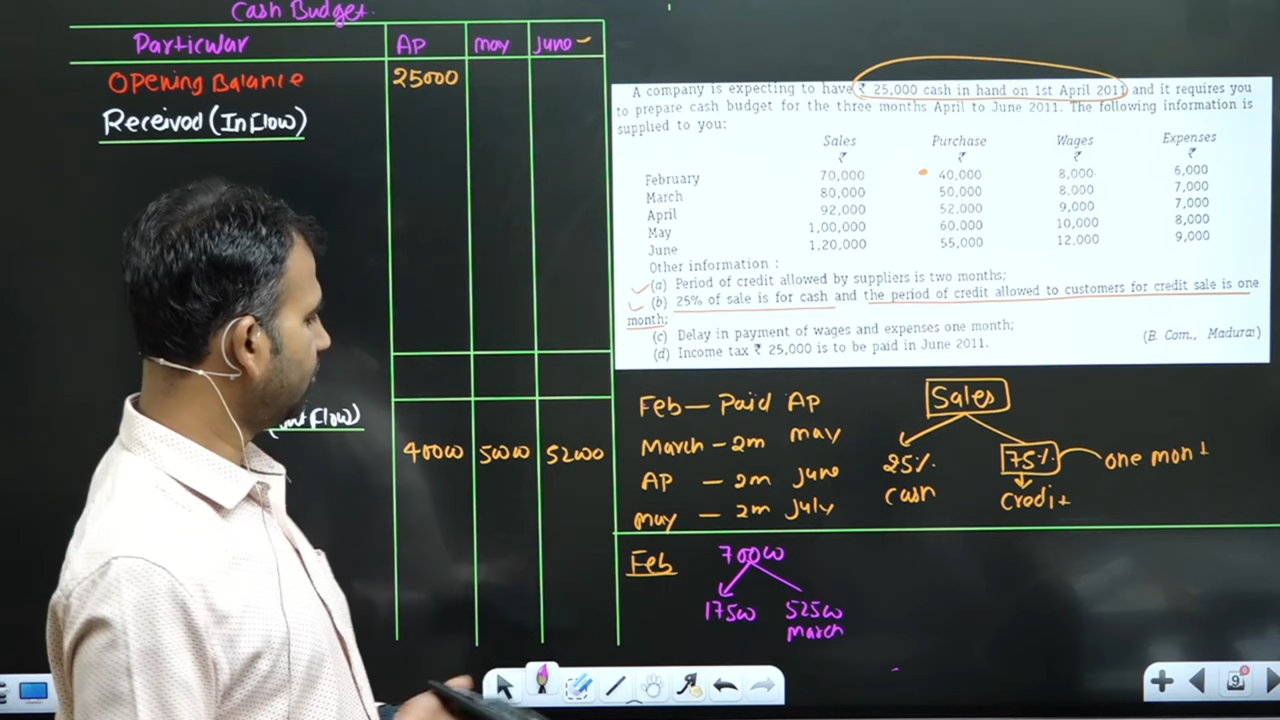 Cash Budget.
Particular AP may June
Opening Balance 25000
Received (InFlow)
Flow)
40000 50000 52000
A company is expecting to have ₹ 25,000 cash in hand on 1st April 2011 and it requires you
to prepare cash budget for the three months April to June 2011. The following information is
supplied to you:
Sales Purchase Wages Expenses
₹ ₹ ₹ ₹
February 70,000 40,000 8,000 6,000
March 80,000 50,000 8,000 7,000
April 92,000 52,000 9,000 7,000
May 1,00,000 60,000 10,000 8,000
June 1,20,000 55,000 12,000 9,000
Other information :
(a) Period of credit allowed by suppliers is two months;
(b) 25% of sale is for cash and the period of credit allowed to customers for credit sale is one
month;
(c) Delay in payment of wages and expenses one month;
(d) Income tax ₹ 25,000 is to be paid in June 2011.
(B. Com., Madurai)
Feb — Paid AP
March - 2m may
AP - 2m June
may - 2m July
Sales
25% 75% one mont
cash credit
Feb 70000
17500 52500
march
9